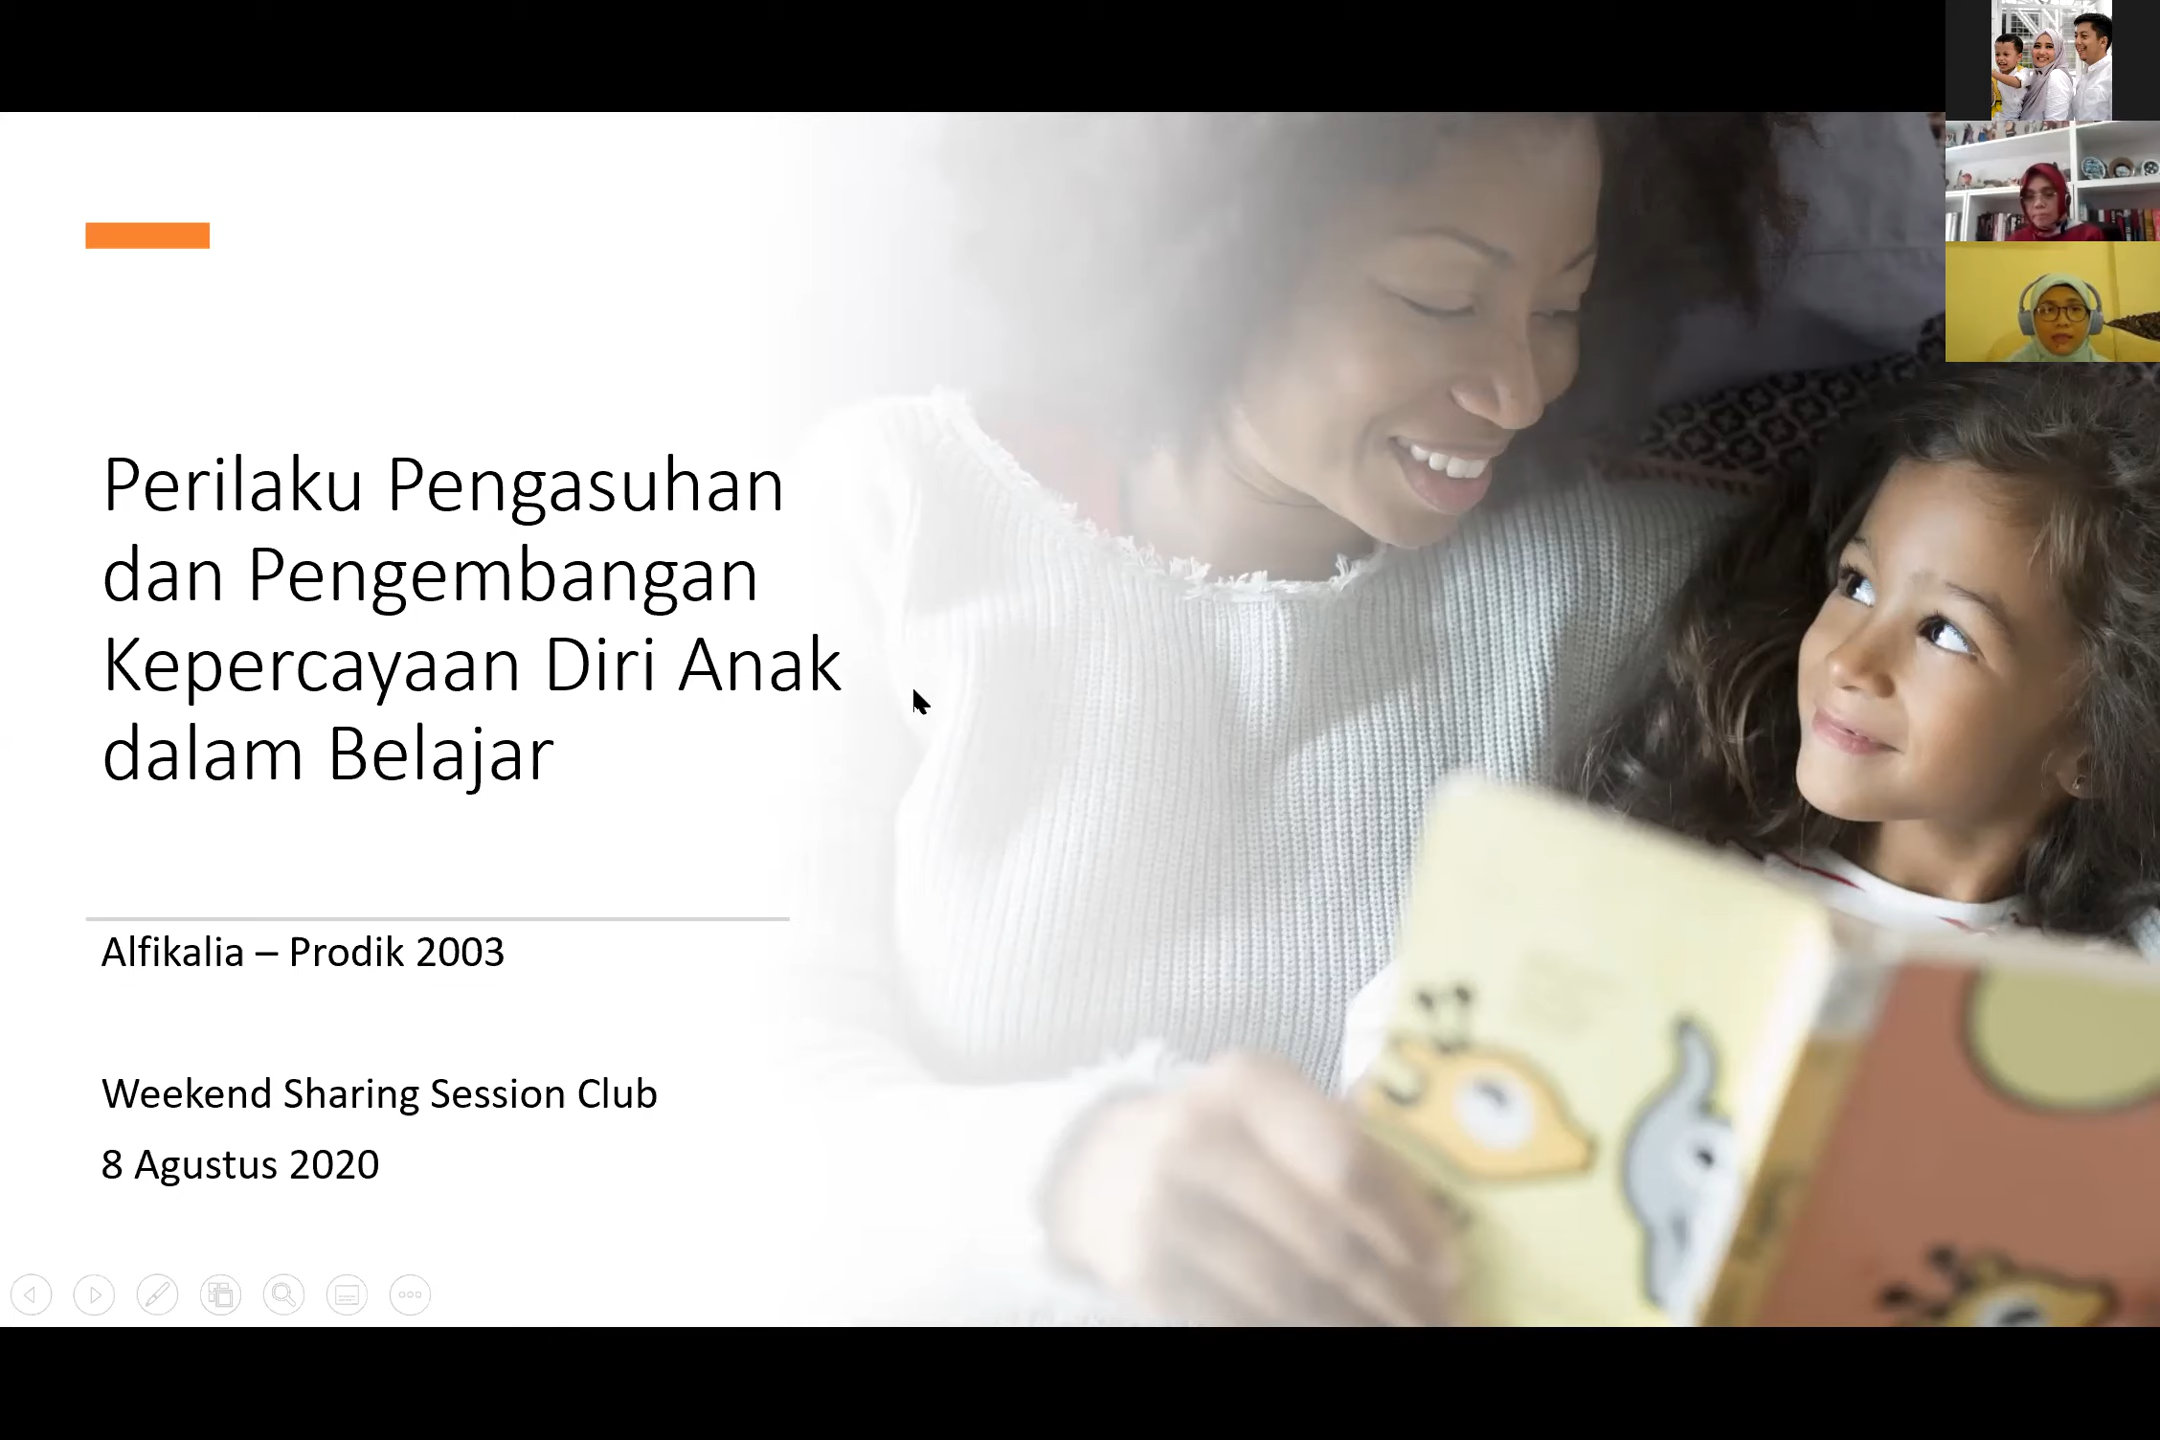 Perilaku Pengasuhan
dan Pengembangan
Kepercayaan Diri Anak
dalam Belajar
Alfikalia – Prodik 2003
Weekend Sharing Session Club
8 Agustus 2020